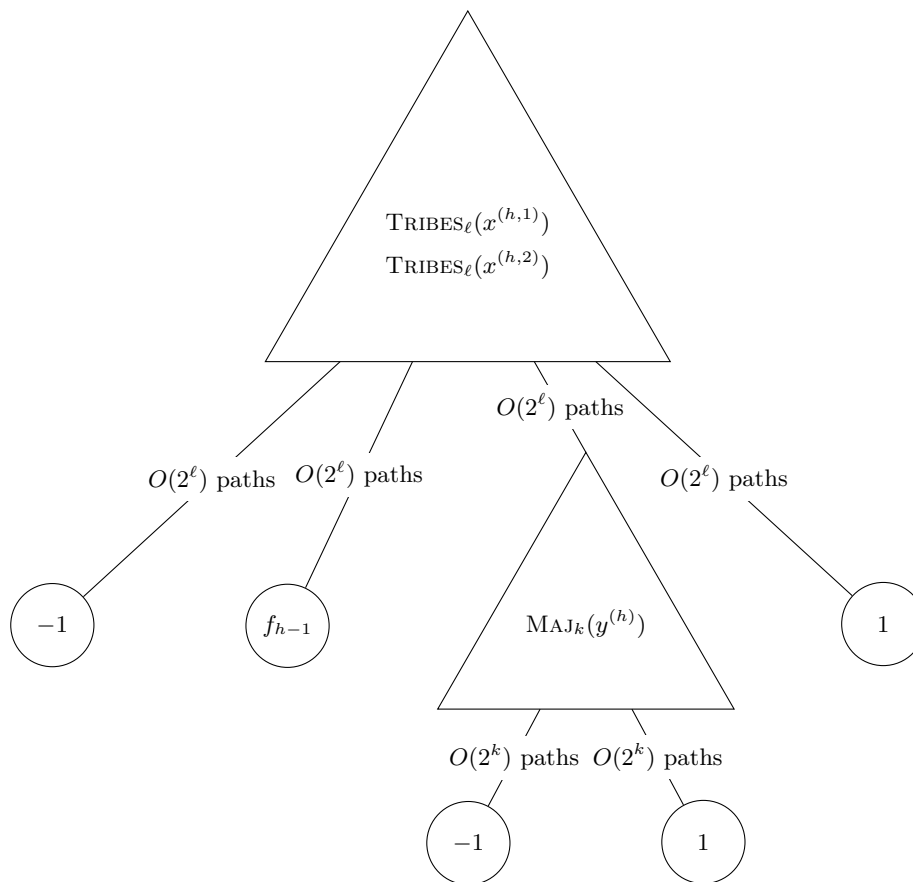 TRIBES_ℓ(x^{(h,1)})
TRIBES_ℓ(x^{(h,2)})
O(2^ℓ) paths
O(2^ℓ) paths
O(2^ℓ) paths
O(2^ℓ) paths
−1
f_{h−1}
MAJ_k(y^{(h)})
1
O(2^k) paths
O(2^k) paths
−1
1